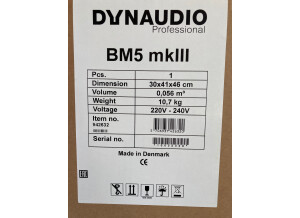 DYNAUDIO
Professional
BM5 mkIII
Pcs. 1
Dimension 30x41x46 cm
Volume 0,056 m³
Weight 10,7 kg
Voltage 220V - 240V
Item no.
Serial no.
Made in Denmark
CE